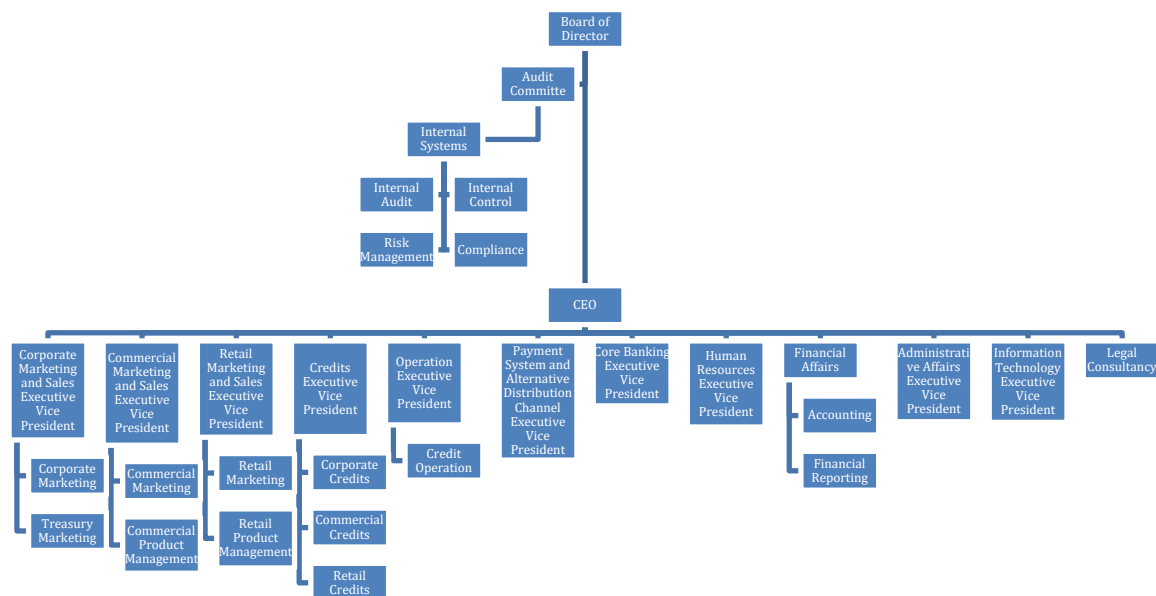 Board of
Director
Audit
Committe
Internal
Systems
Internal
Audit
Internal
Control
Risk
Management
Compliance
CEO
Corporate
Marketing
and Sales
Executive
Vice
President
Commercial
Marketing
and Sales
Executive
Vice
President
Retail
Marketing
and Sales
Executive
Vice
President
Credits
Executive
Vice
President
Operation
Executive
Vice
President
Payment
System and
Alternative
Distribution
Channel
Executive
Vice
President
Core Banking
Executive
Vice
President
Human
Resources
Executive
Vice
President
Financial
Affairs
Administrati
ve Affairs
Executive
Vice
President
Information
Technology
Executive
Vice
President
Legal
Consultancy
Corporate
Marketing
Treasury
Marketing
Commercial
Marketing
Commercial
Product
Management
Retail
Marketing
Retail
Product
Management
Corporate
Credits
Commercial
Credits
Retail
Credits
Credit
Operation
Accounting
Financial
Reporting